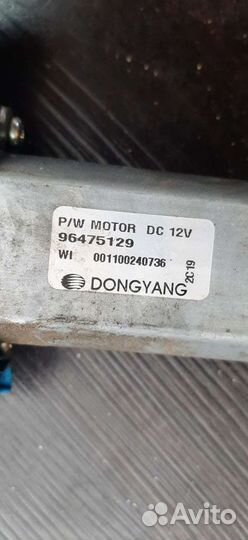 P/W MOTOR DC 12V
96475129
WI 001100240736
2C19
DONGYANG
Avito